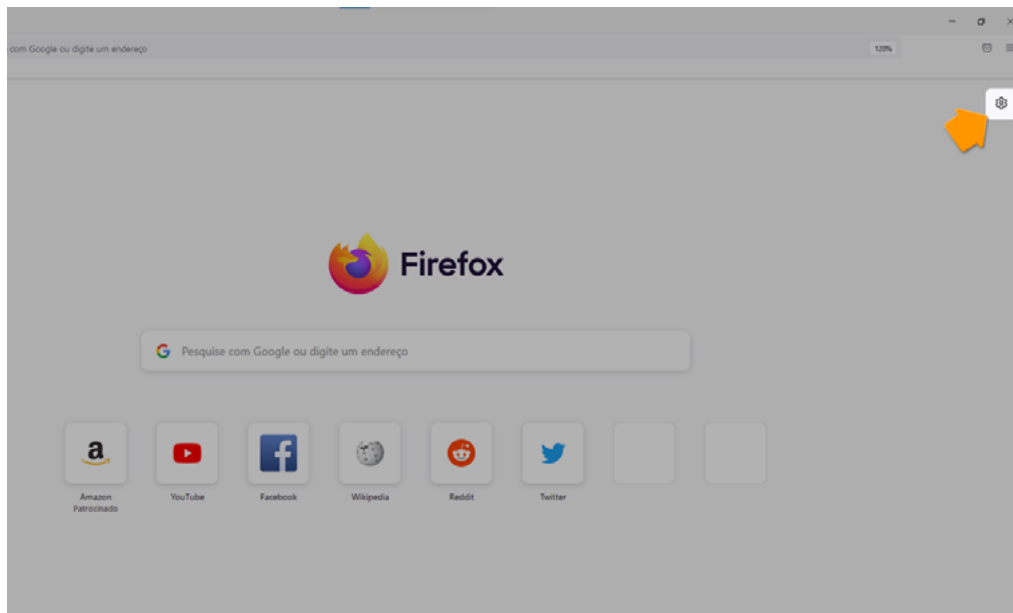 com Google ou digite um endereço
120%
Firefox
Pesquise com Google ou digite um endereço
Amazon
Patrocinado
YouTube
Facebook
Wikipedia
Reddit
Twitter